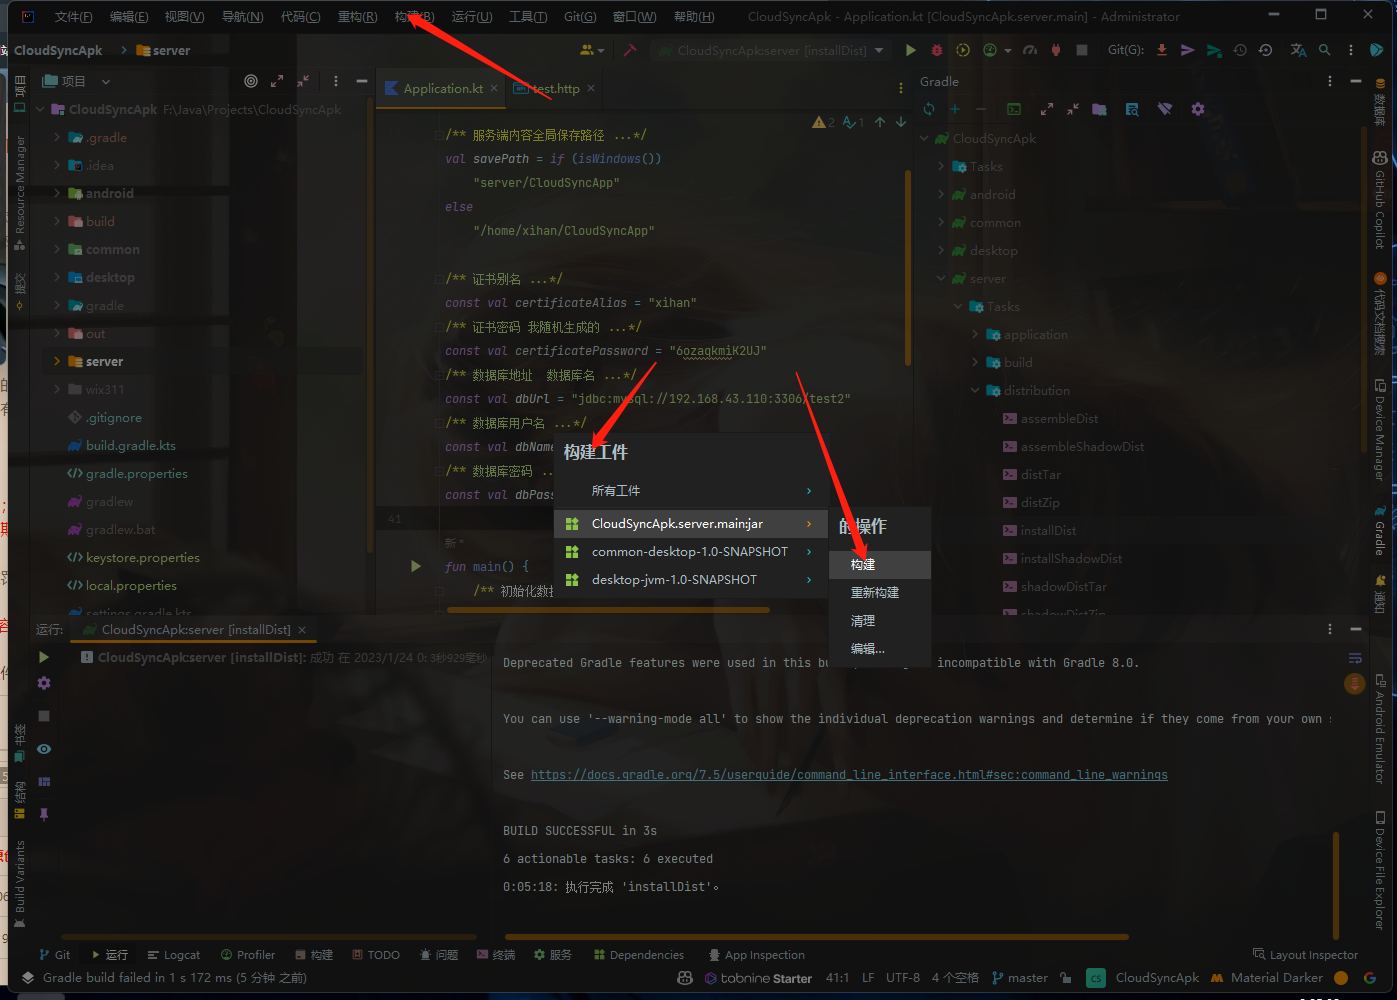 文件(F) 编辑(E) 视图(V) 导航(N) 代码(C) 重构(R) 构建(B) 运行(U) 工具(T) Git(G) 窗口(W) 帮助(H) CloudSyncApk - Application.kt [CloudSyncApk.server.main] - Administrator
CloudSyncApk server
CloudSyncApk:server [installDist]
Git(G):
项目
Application.kt
test.http
Gradle
CloudSyncApk F:\Java\Projects\CloudSyncApk
.gradle
.idea
android
build
common
desktop
gradle
out
server
wix311
.gitignore
build.gradle.kts
gradle.properties
gradlew
gradlew.bat
keystore.properties
local.properties
settings.gradle.kts
2 1
/** 服务端内容全局保存路径 ...*/
val savePath = if (isWindows())
"server/CloudSyncApp"
else
"/home/xihan/CloudSyncApp"
/** 证书别名 ...*/
const val certificateAlias = "xihan"
/** 证书密码 我随机生成的 ...*/
const val certificatePassword = "6ozaqkmiK2UJ"
/** 数据库地址 数据库名 ...*/
const val dbUrl = "jdbc:mysql://192.168.43.110:3306/test2"
/** 数据库用户名 ...*/
const val dbName
/** 数据库密码 ..
const val dbPas
41
新 *
fun main() {
/** 初始化数据
构建工件
所有工件
CloudSyncApk.server.main:jar
common-desktop-1.0-SNAPSHOT
desktop-jvm-1.0-SNAPSHOT
的操作
构建
重新构建
清理
编辑...
CloudSyncApk
Tasks
android
common
desktop
server
Tasks
application
build
distribution
assembleDist
assembleShadowDist
distTar
distZip
installDist
installShadowDist
shadowDistTar
shadowDistZip
项目
Resource Manager
提交
书签
结构
Build Variants
数据库
GitHub Copilot
代码文档搜索
Device Manager
Gradle
通知
Android Emulator
Device File Explorer
运行: CloudSyncApk:server [installDist]
CloudSyncApk:server [installDist]: 成功 在 2023/1/24 0: 3秒929毫秒
Deprecated Gradle features were used in this bu
incompatible with Gradle 8.0.
You can use '--warning-mode all' to show the individual deprecation warnings and determine if they come from your own s
See https://docs.gradle.org/7.5/userguide/command_line_interface.html#sec:command_line_warnings
BUILD SUCCESSFUL in 3s
6 actionable tasks: 6 executed
0:05:18: 执行完成 'installDist'。
Git 运行 Logcat Profiler 构建 TODO 问题 终端 服务 Dependencies App Inspection Layout Inspector
Gradle build failed in 1 s 172 ms (5 分钟 之前) tabnine Starter 41:1 LF UTF-8 4 个空格 master CS CloudSyncApk Material Darker